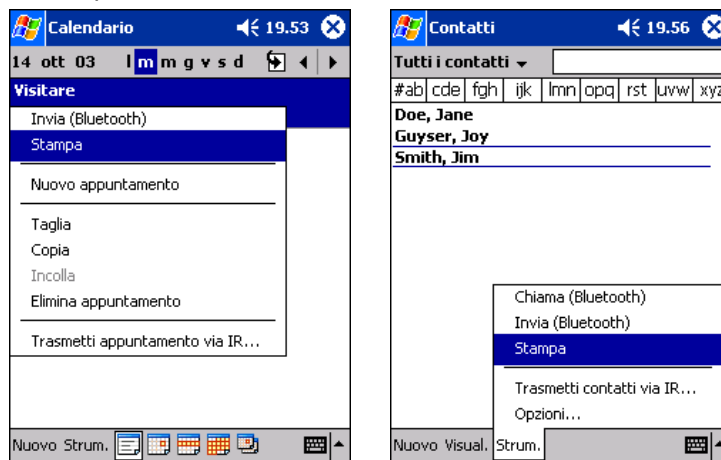 Calendario 19.53
14 ott 03 l m m g v s d
Visitare
Invia (Bluetooth)
Stampa
Nuovo appuntamento
Taglia
Copia
Incolla
Elimina appuntamento
Trasmetti appuntamento via IR...
Nuovo Strum.
Contatti 19.56
Tutti i contatti
#ab cde fgh ijk lmn opq rst uvw xyz
Doe, Jane
Guyser, Joy
Smith, Jim
Chiama (Bluetooth)
Invia (Bluetooth)
Stampa
Trasmetti contatti via IR...
Opzioni...
Nuovo Visual. Strum.